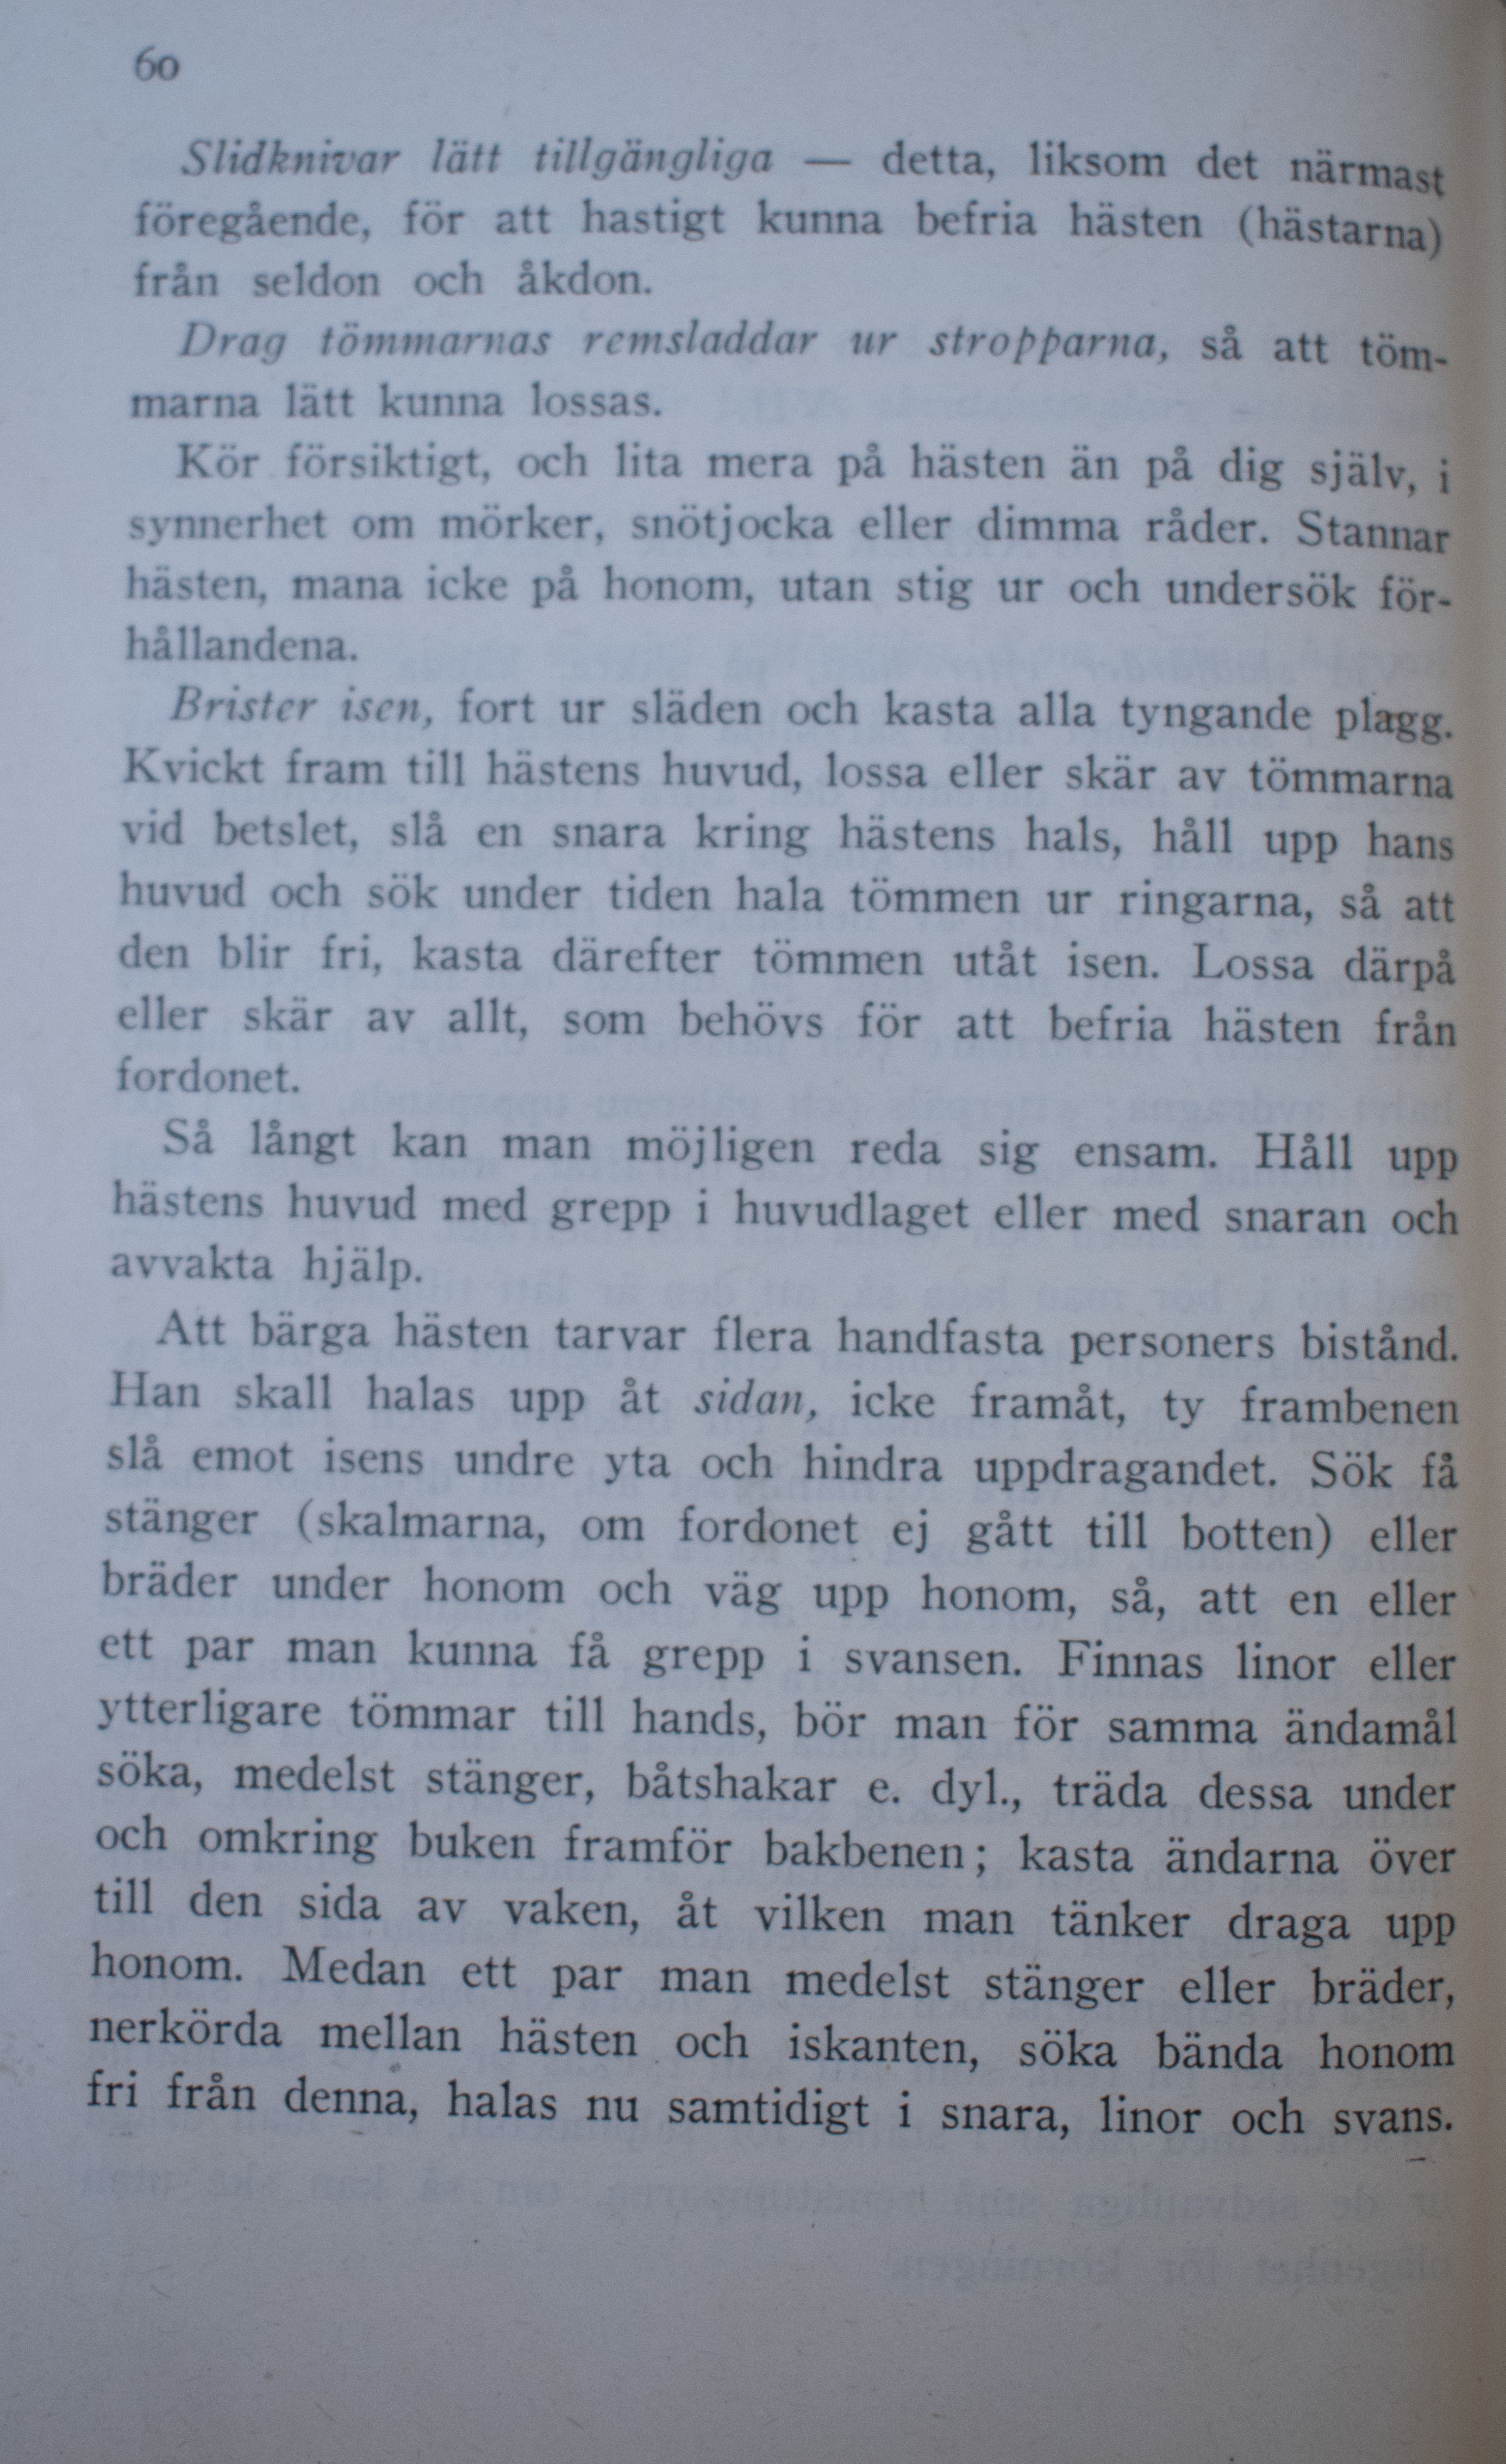 60
Slidknivar lätt tillgängliga — detta, liksom det närmast
föregående, för att hastigt kunna befria hästen (hästarna)
från seldon och åkdon.
Drag tömmarnas remsladdar ur stropparna, så att töm-
marna lätt kunna lossas.
Kör försiktigt, och lita mera på hästen än på dig själv, i
synnerhet om mörker, snötjocka eller dimma råder. Stannar
hästen, mana icke på honom, utan stig ur och undersök för-
hållandena.
Brister isen, fort ur släden och kasta alla tyngande plagg.
Kvickt fram till hästens huvud, lossa eller skär av tömmarna
vid betslet, slå en snara kring hästens hals, håll upp hans
huvud och sök under tiden hala tömmen ur ringarna, så att
den blir fri, kasta därefter tömmen utåt isen. Lossa därpå
eller skär av allt, som behövs för att befria hästen från
fordonet.
Så långt kan man möjligen reda sig ensam. Håll upp
hästens huvud med grepp i huvudlaget eller med snaran och
avvakta hjälp.
Att bärga hästen tarvar flera handfasta personers bistånd.
Han skall halas upp åt sidan, icke framåt, ty frambenen
slå emot isens undre yta och hindra uppdragandet. Sök få
stänger (skalmarna, om fordonet ej gått till botten) eller
bräder under honom och väg upp honom, så, att en eller
ett par man kunna få grepp i svansen. Finnas linor eller
ytterligare tömmar till hands, bör man för samma ändamål
söka, medelst stänger, båtshakar e. dyl., träda dessa under
och omkring buken framför bakbenen; kasta ändarna över
till den sida av vaken, åt vilken man tänker draga upp
honom. Medan ett par man medelst stänger eller bräder,
nerkörda mellan hästen och iskanten, söka bända honom
fri från denna, halas nu samtidigt i snara, linor och svans.